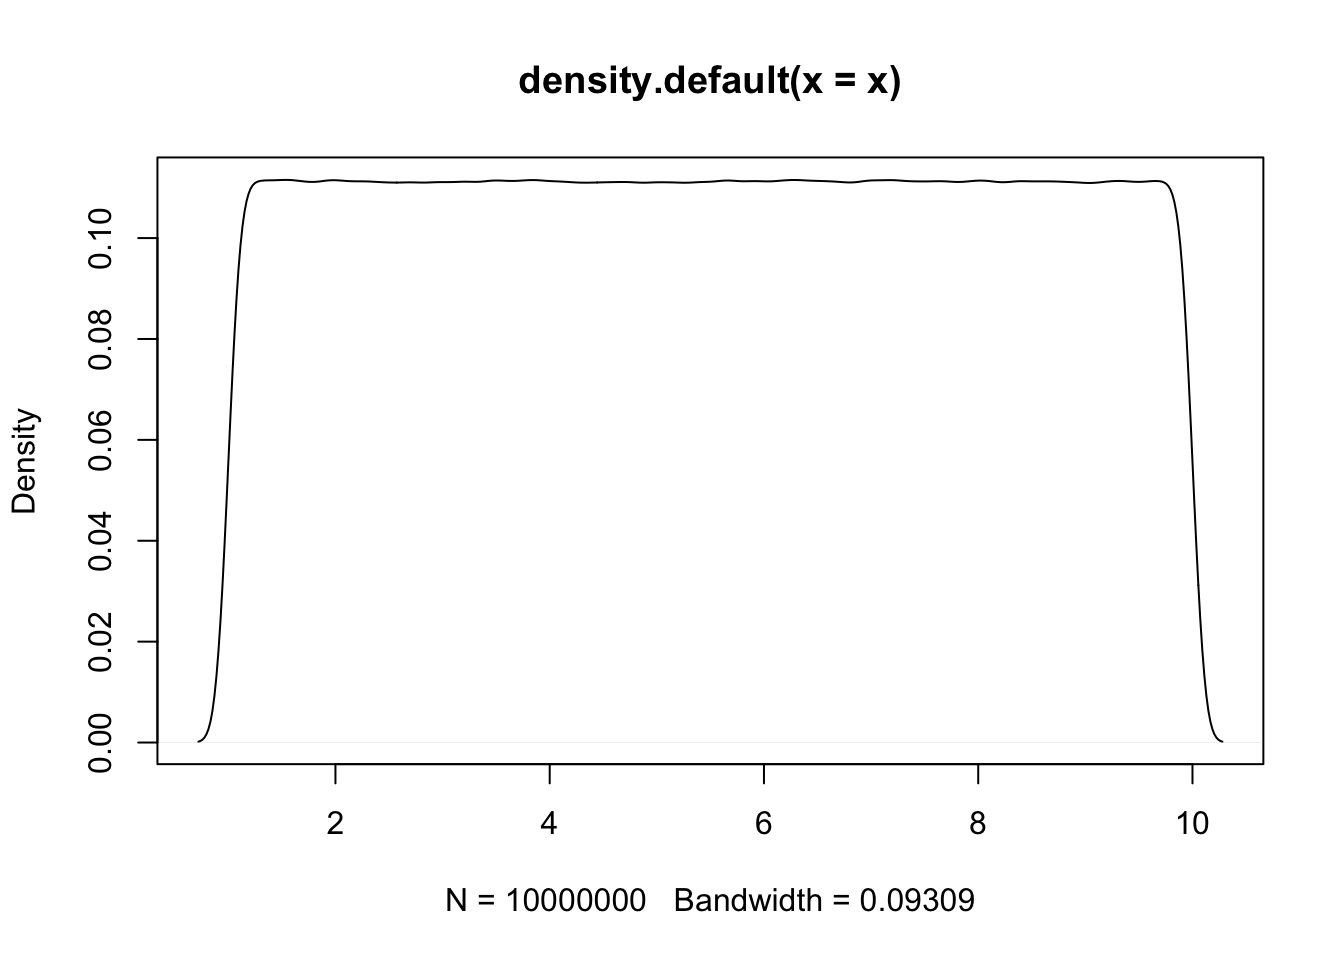 density.default(x = x)
Density
0.10
0.08
0.06
0.04
0.02
0.00
2 4 6 8 10
N = 10000000 Bandwidth = 0.09309